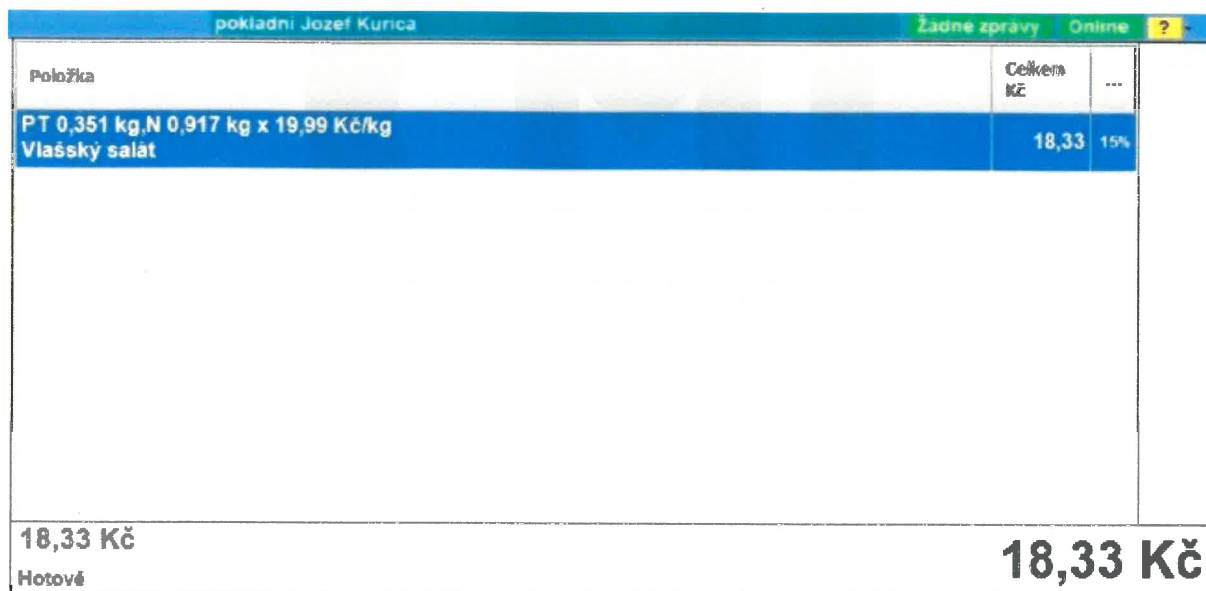 pokladní Jozef Kurica Žádné zprávy Online ?
Položka Celkem
Kč ...
PT 0,351 kg,N 0,917 kg x 19,99 Kč/kg
Vlašský salát 18,33 15%
18,33 Kč
18,33 Kč
Hotově